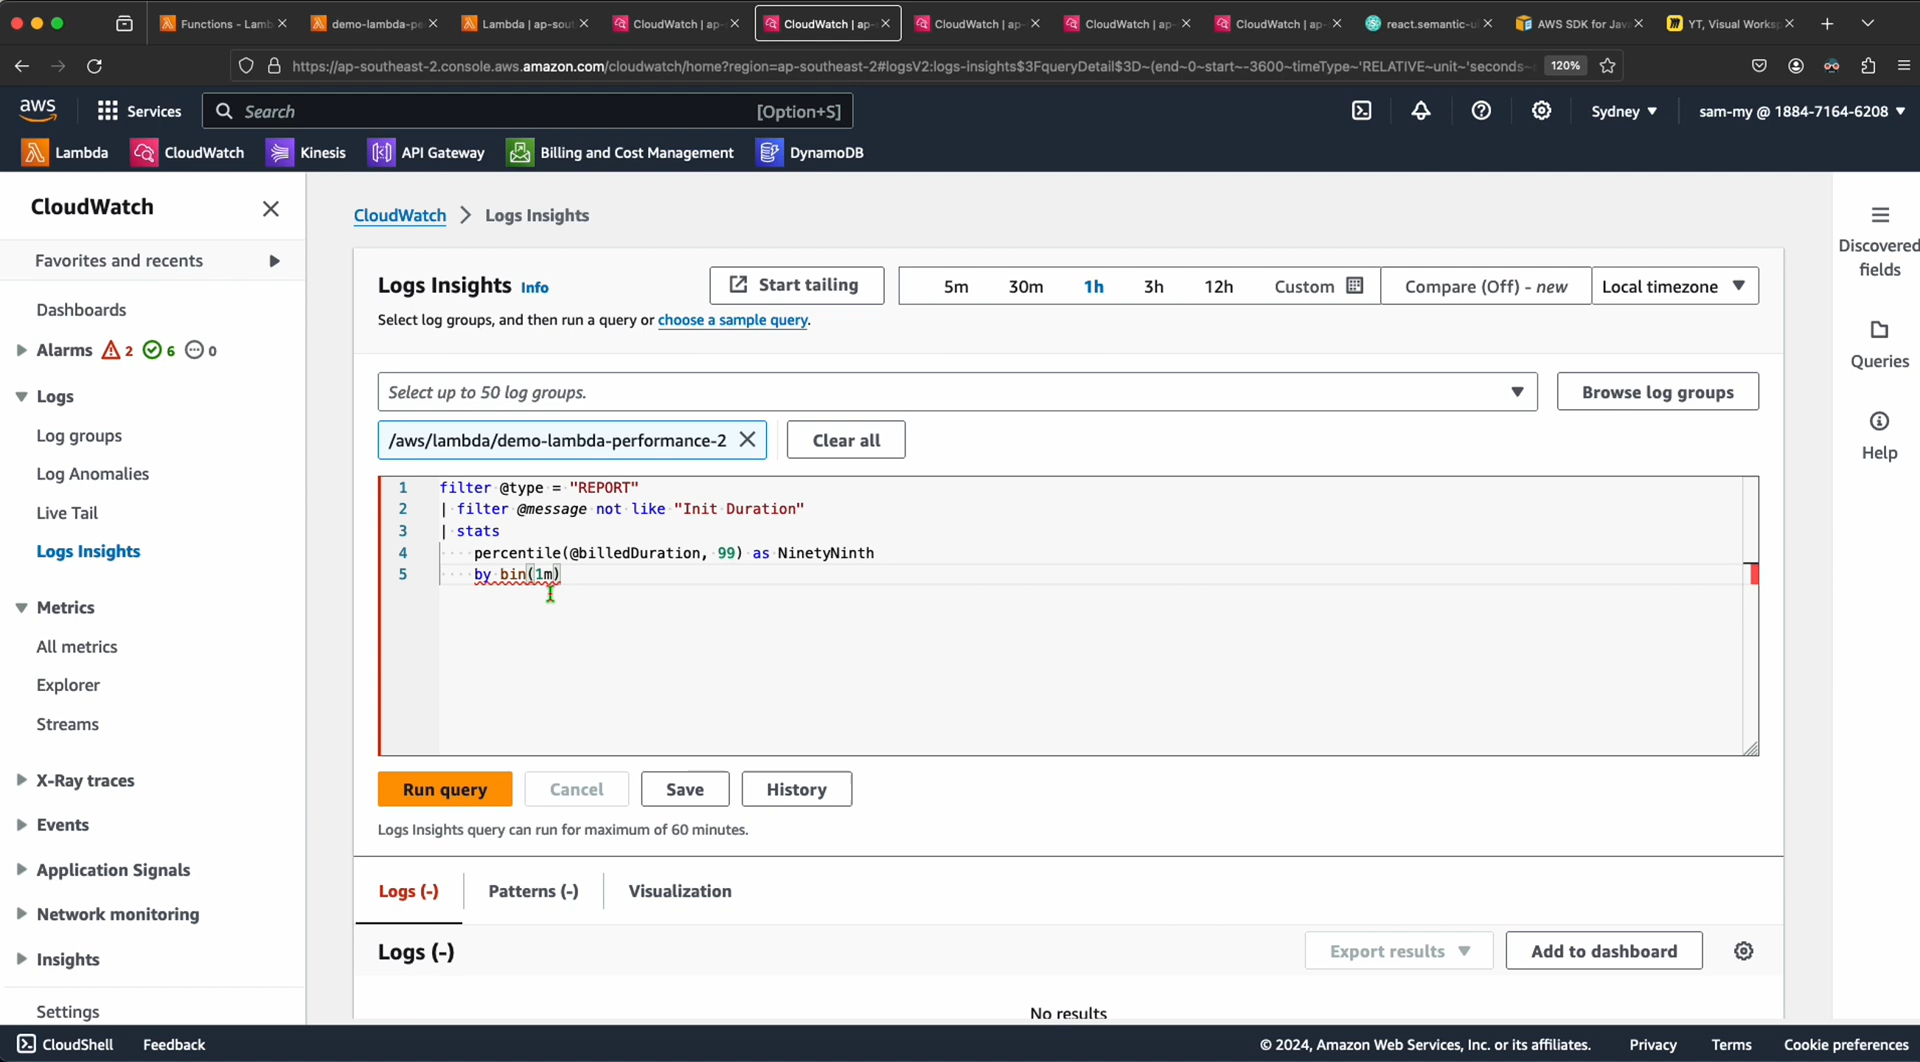 Functions - Lamb
demo-lambda-pe
Lambda | ap-sout
CloudWatch | ap-
CloudWatch | ap-s
CloudWatch | ap-
CloudWatch | ap-
CloudWatch | ap-
react.semantic-u
AWS SDK for Jav
YT, Visual Works
https://ap-southeast-2.console.aws.amazon.com/cloudwatch/home?region=ap-southeast-2#logsV2:logs-insights$3FqueryDetail$3D~(end~0~start~-3600~timeType~'RELATIVE~unit~'seconds~
120%
aws
Services
Search
[Option+S]
Sydney
sam-my @ 1884-7164-6208
Lambda
CloudWatch
Kinesis
API Gateway
Billing and Cost Management
DynamoDB
CloudWatch
Favorites and recents
Dashboards
Alarms 2 6 0
Logs
Log groups
Log Anomalies
Live Tail
Logs Insights
Metrics
All metrics
Explorer
Streams
X-Ray traces
Events
Application Signals
Network monitoring
Insights
Settings
CloudWatch > Logs Insights
Logs Insights Info
Start tailing
5m 30m 1h 3h 12h Custom
Compare (Off) - new
Local timezone
Select log groups, and then run a query or choose a sample query.
Select up to 50 log groups.
Browse log groups
/aws/lambda/demo-lambda-performance-2
Clear all
1 filter @type = "REPORT"
2 | filter @message not like "Init Duration"
3 | stats
4 percentile(@billedDuration, 99) as NinetyNinth
5 by bin(1m)
Run query
Cancel
Save
History
Logs Insights query can run for maximum of 60 minutes.
Logs (-)
Patterns (-)
Visualization
Logs (-)
Export results
Add to dashboard
No results
Discovered
fields
Queries
Help
CloudShell
Feedback
© 2024, Amazon Web Services, Inc. or its affiliates.
Privacy
Terms
Cookie preferences